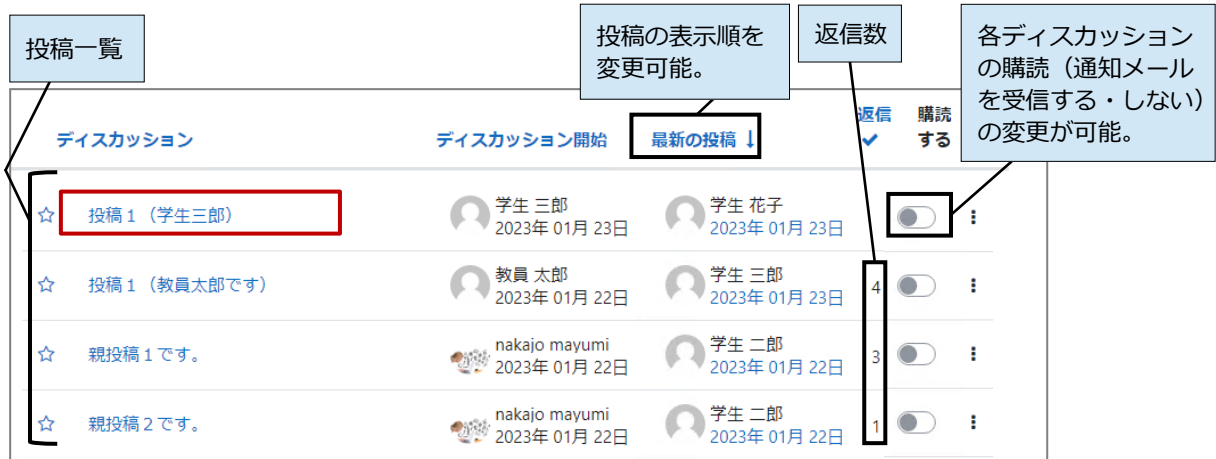 投稿一覧
投稿の表示順を
変更可能。
返信数
各ディスカッション
の購読（通知メール
を受信する・しない）
の変更が可能。
ディスカッション
ディスカッション開始
最新の投稿 ↓
返信
購読
する
投稿１（学生三郎）
学生 三郎
2023年 01月 23日
学生 花子
2023年 01月 23日
投稿１（教員太郎です）
教員 太郎
2023年 01月 22日
学生 三郎
2023年 01月 23日
4
親投稿１です。
nakajo mayumi
2023年 01月 22日
学生 二郎
2023年 01月 22日
3
親投稿２です。
nakajo mayumi
2023年 01月 22日
学生 二郎
2023年 01月 22日
1